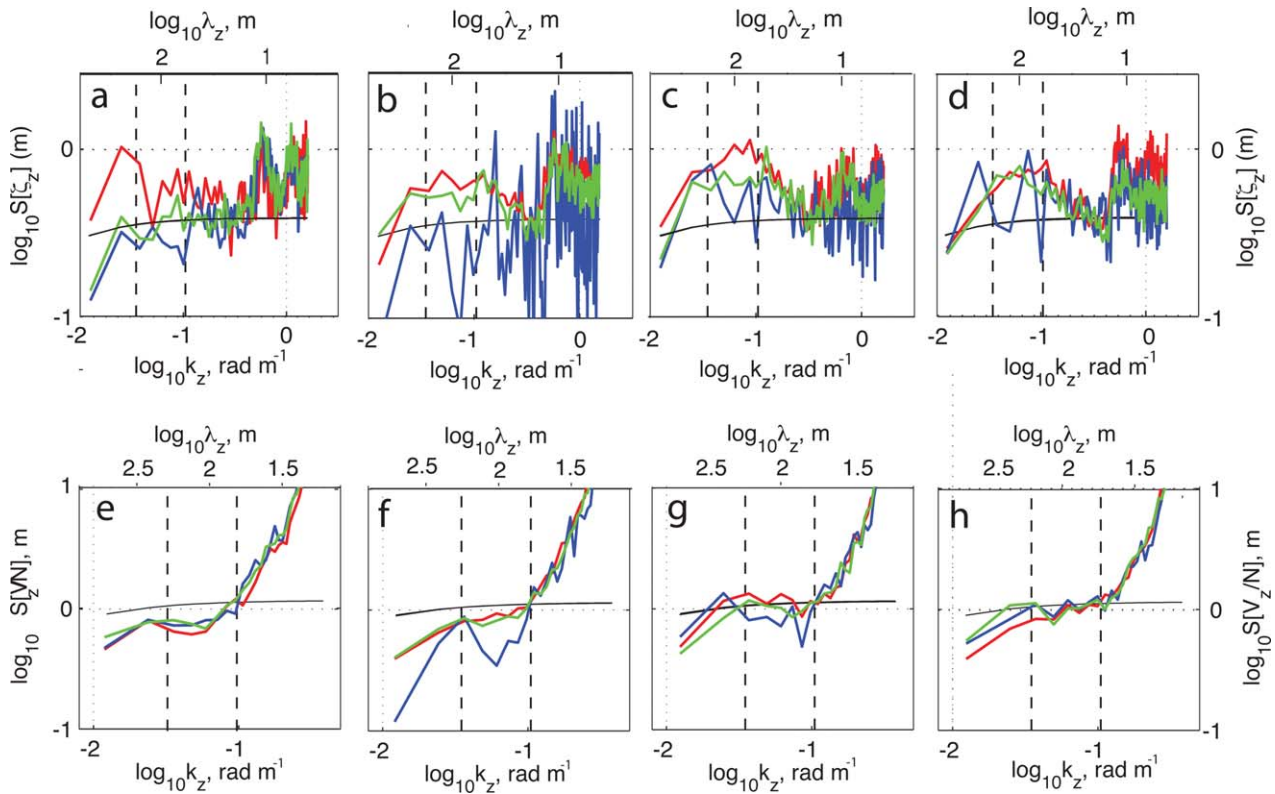 log10λz, m
log10λz, m
log10λz, m
log10λz, m
2 1
2 1
2 1
2 1
a
b
c
d
0
0
-1
-1
log10S[ζz] (m)
log10S[ζz] (m)
-2 -1 0
-2 -1 0
-2 -1 0
-2 -1 0
log10kz, rad m-1
log10kz, rad m-1
log10kz, rad m-1
log10kz, rad m-1
log10λz, m
log10λz, m
log10λz, m
log10λz, m
2.5 2 1.5
2.5 2 1.5
2.5 2 1.5
2.5 2 1.5
e
f
g
h
1
0
-1
1
0
-1
log10 S[VzN], m
log10S[Vz/N], m
-2 -1
-2 -1
-2 -1
-2 -1
log10kz, rad m-1
log10kz, rad m-1
log10kz, rad m-1
log10kz, rad m-1